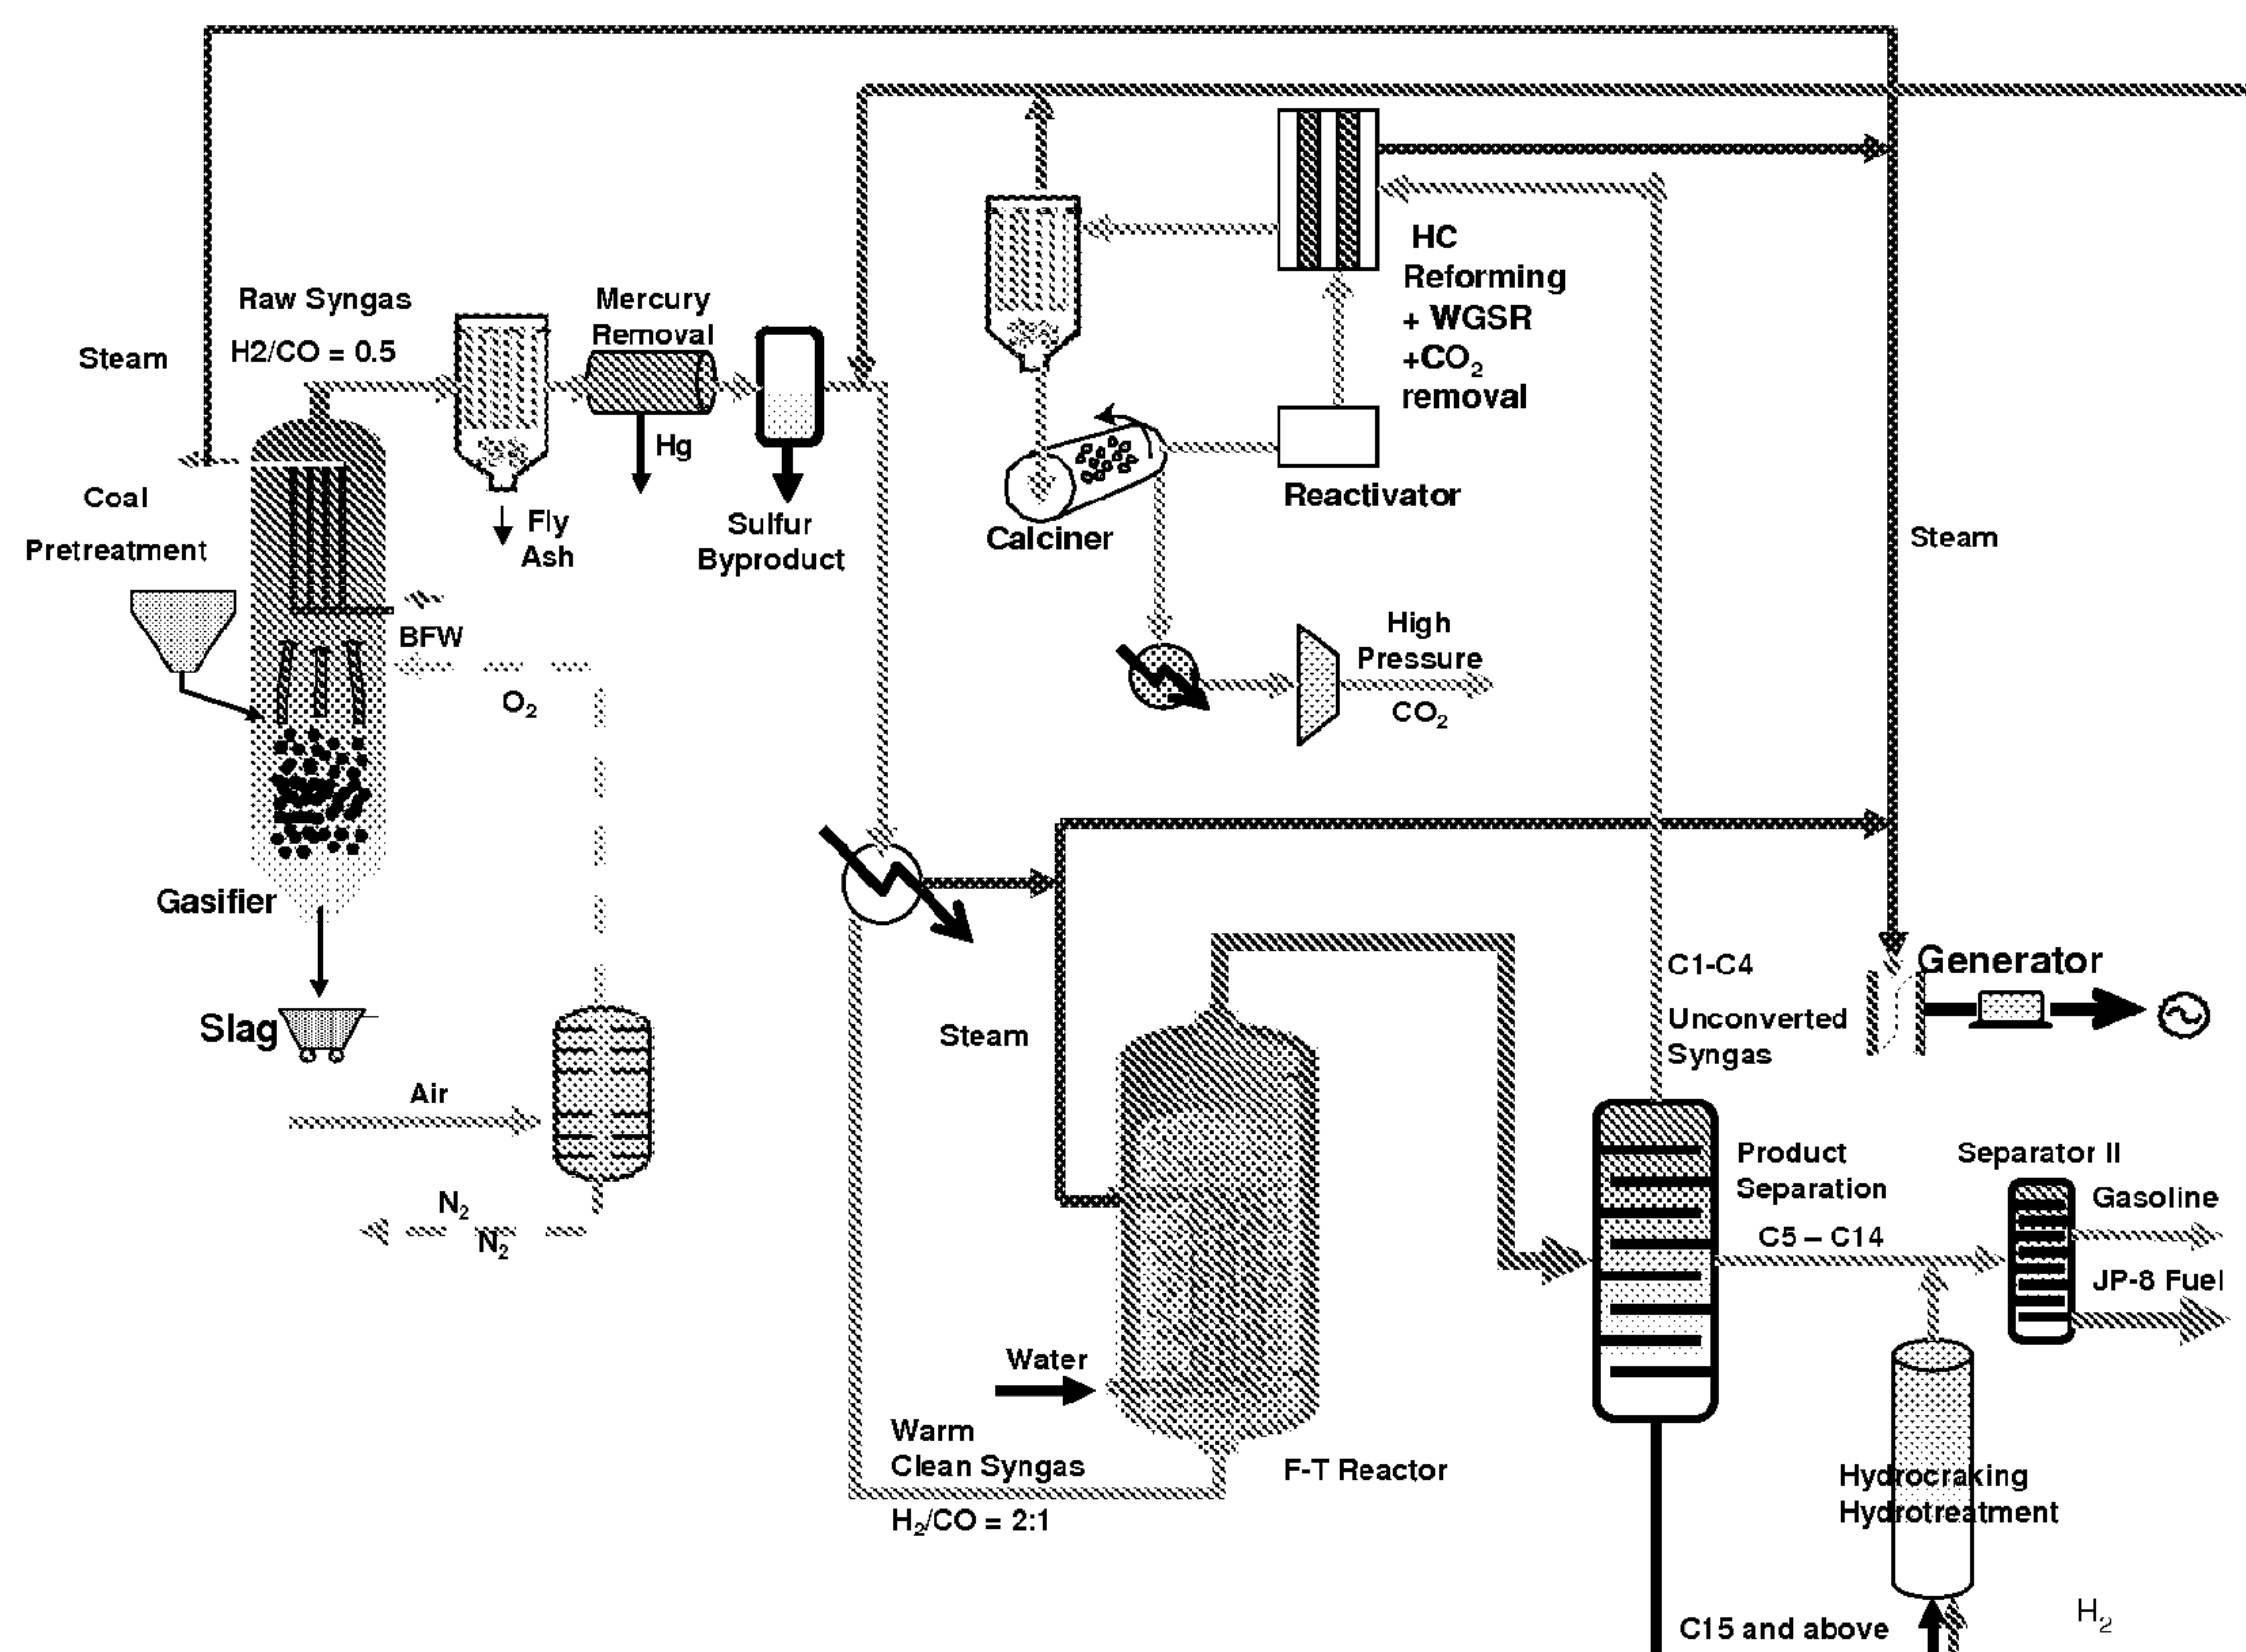 Raw Syngas
H2/CO = 0.5
Steam
Mercury
Removal
Hg
Fly
Ash
Sulfur
Byproduct
Coal
Pretreatment
BFW
O₂
Gasifier
Slag
Air
N₂
N₂
HC
Reforming
+ WGSR
+CO₂
removal
Reactivator
Calciner
High
Pressure
CO₂
Steam
Generator
Steam
C1-C4
Unconverted
Syngas
Product
Separation
C5 – C14
Separator II
Gasoline
JP-8 Fuel
Water
Warm
Clean Syngas
H₂/CO = 2:1
F-T Reactor
Hydrocraking
Hydrotreatment
C15 and above
H₂